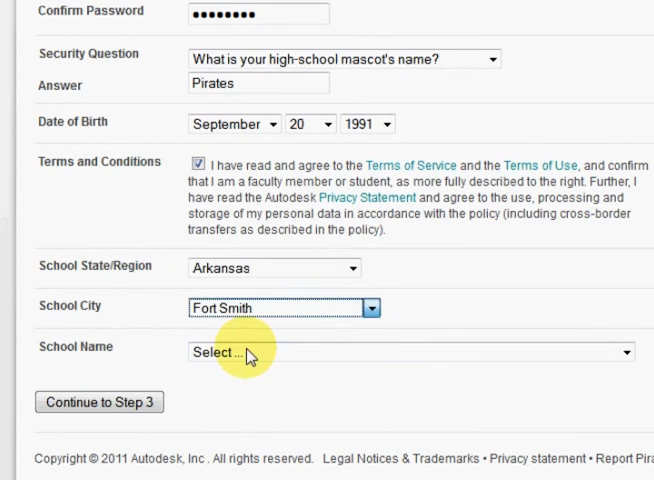 Confirm Password
Security Question What is your high-school mascot's name?
Answer Pirates
Date of Birth September 20 1991
Terms and Conditions I have read and agree to the Terms of Service and the Terms of Use, and confirm
that I am a faculty member or student, as more fully described to the right. Further, I
have read the Autodesk Privacy Statement and agree to the use, processing and
storage of my personal data in accordance with the policy (including cross-border
transfers as described in the policy).
School State/Region Arkansas
School City Fort Smith
School Name Select...
Continue to Step 3
Copyright © 2011 Autodesk, Inc . All rights reserved. Legal Notices & Trademarks • Privacy statement • Report